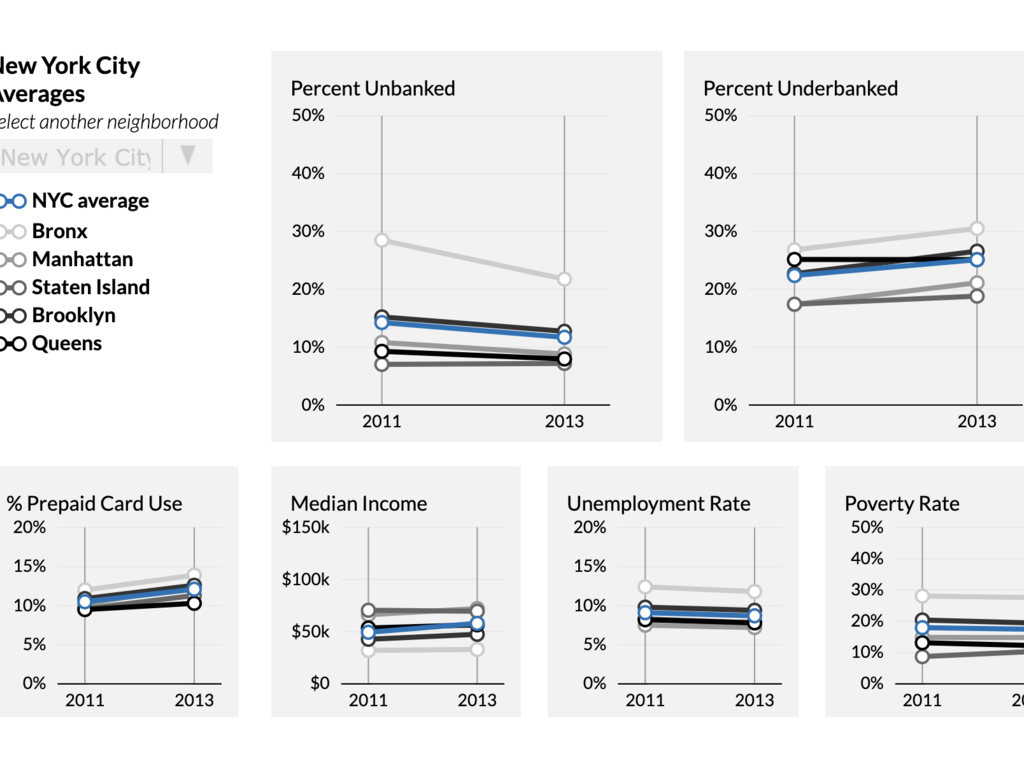 New York City
Averages
select another neighborhood
New York City
NYC average
Bronx
Manhattan
Staten Island
Brooklyn
Queens
Percent Unbanked
50%
40%
30%
20%
10%
0%
2011 2013
Percent Underbanked
50%
40%
30%
20%
10%
0%
2011 2013
% Prepaid Card Use
20%
15%
10%
5%
0%
2011 2013
Median Income
$150k
$100k
$50k
$0
2011 2013
Unemployment Rate
20%
15%
10%
5%
0%
2011 2013
Poverty Rate
50%
40%
30%
20%
10%
0%
2011 20